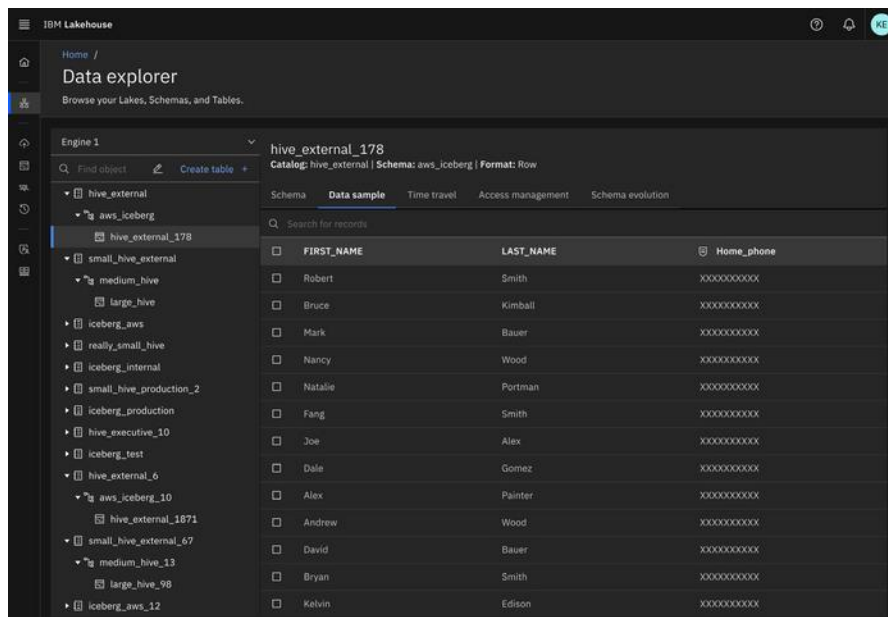 IBM Lakehouse
KE
Home /
Data explorer
Browse your Lakes, Schemas, and Tables.
Engine 1
Find object
Create table +
hive_external
aws_iceberg
hive_external_178
small_hive_external
medium_hive
large_hive
iceberg_aws
really_small_hive
iceberg_internal
small_hive_production_2
iceberg_production
hive_executive_10
iceberg_test
hive_external_6
aws_iceberg_10
hive_external_1871
small_hive_external_67
medium_hive_13
large_hive_98
iceberg_aws_12
SQL
hive_external_178
Catalog: hive_external | Schema: aws_iceberg | Format: Row
Schema Data sample Time travel Access management Schema evolution
Search for records
FIRST_NAME LAST_NAME Home_phone
Robert Smith XXXXXXXXXX
Bruce Kimball XXXXXXXXXX
Mark Bauer XXXXXXXXXX
Nancy Wood XXXXXXXXXX
Natalie Portman XXXXXXXXXX
Fang Smith XXXXXXXXXX
Joe Alex XXXXXXXXXX
Dale Gomez XXXXXXXXXX
Alex Painter XXXXXXXXXX
Andrew Wood XXXXXXXXXX
David Bauer XXXXXXXXXX
Bryan Smith XXXXXXXXXX
Kelvin Edison XXXXXXXXXX